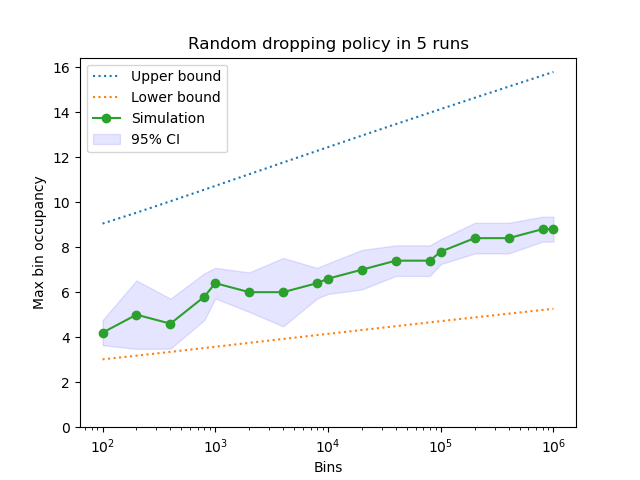 Random dropping policy in 5 runs
Upper bound
Lower bound
Simulation
95% CI
16
14
12
10
8
6
4
2
0
Max bin occupancy
10²
10³
10⁴
10⁵
10⁶
Bins